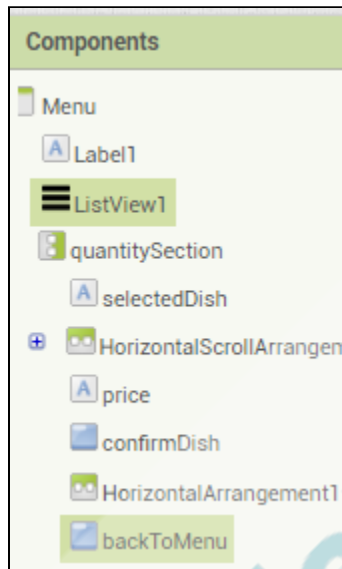 Components
Menu
A Label1
ListView1
quantitySection
A selectedDish
HorizontalScrollArrangen
A price
confirmDish
HorizontalArrangement1
backToMenu